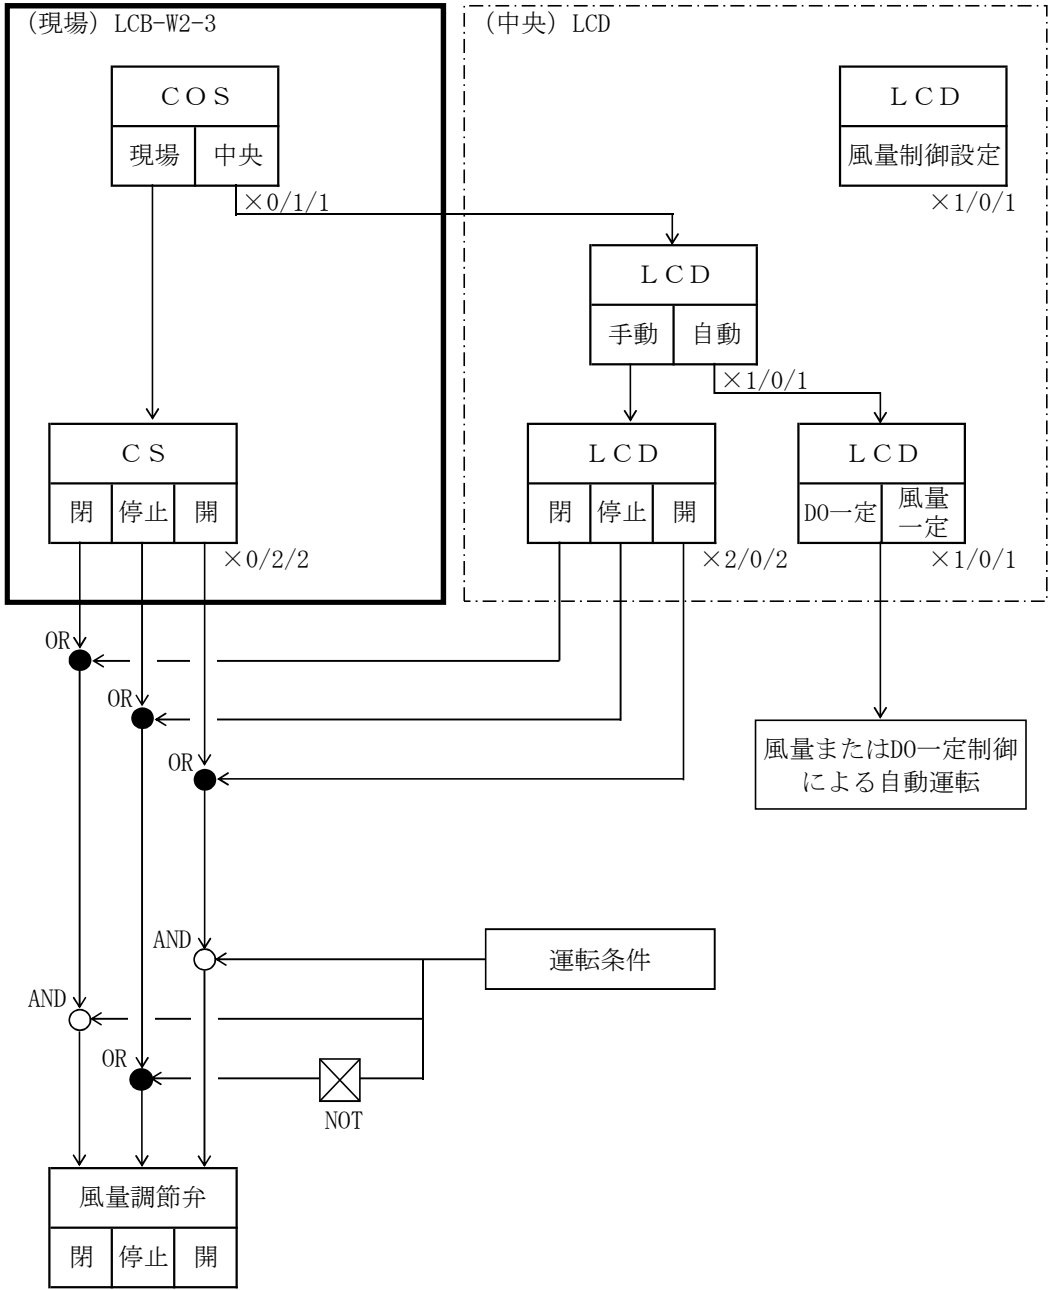 (現場) LCB-W2-3
(中央) LCD
COS
現場 中央
×0/1/1
LCD
風量制御設定
×1/0/1
LCD
手動 自動
×1/0/1
CS
閉 停止 開
×0/2/2
LCD
閉 停止 開
×2/0/2
LCD
DO一定 風量
一定
×1/0/1
OR
OR
OR
風量またはDO一定制御
による自動運転
AND
運転条件
AND
OR
NOT
風量調節弁
閉 停止 開